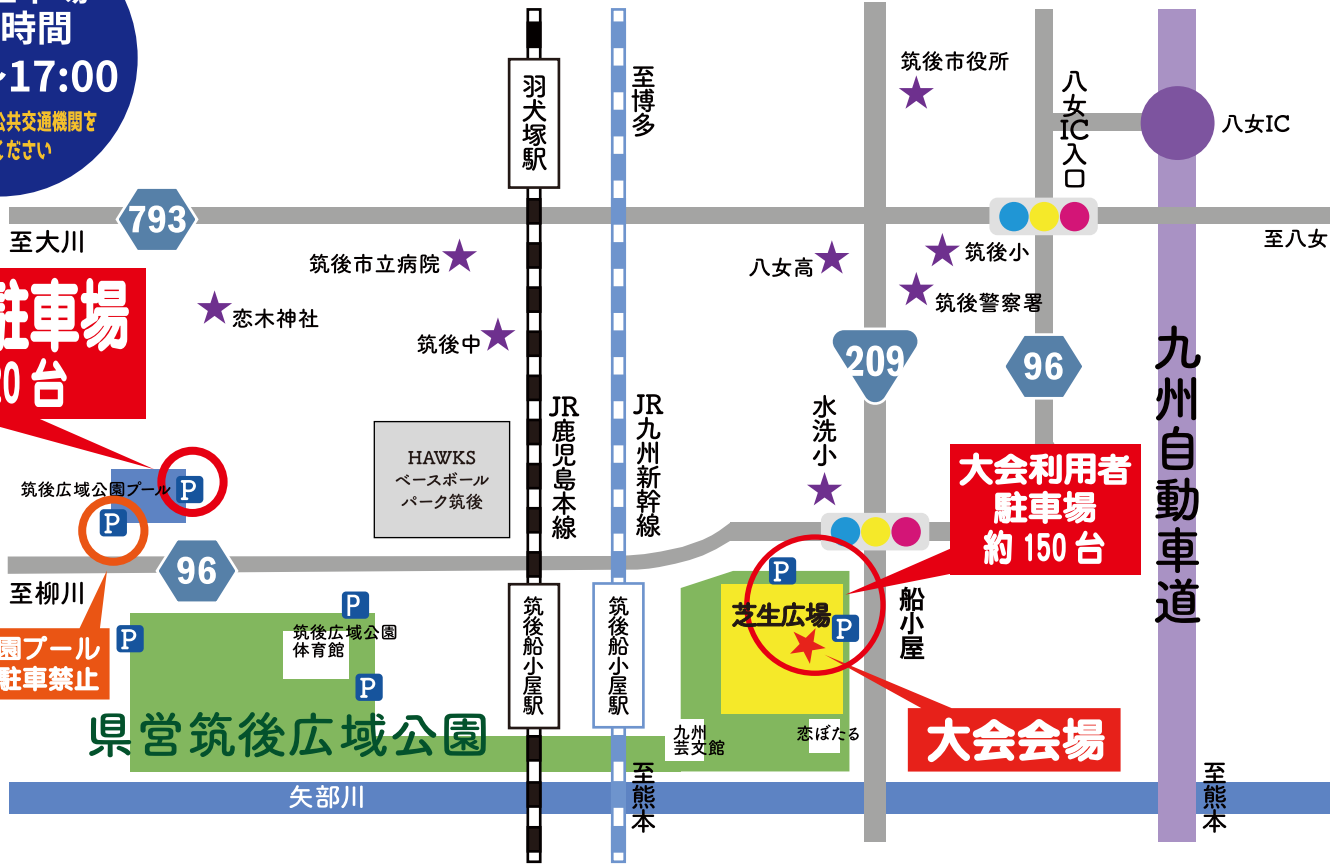 時間
17:00
公共交通機関を
ください
筑後市役所
八女IC入口
八女IC
羽犬塚駅
至博多
793
至大川
至八女
筑後市立病院
八女高
筑後小
筑後警察署
恋木神社
筑後中
駐車場
20台
209
96
九州自動車道
JR鹿児島本線
JR九州新幹線
水洗小
HAWKS
ベースボール
パーク筑後
大会利用者
駐車場
約150台
筑後広域公園プール
P
P
96
至柳川
P
芝生広場
P
船小屋
園プール
駐車禁止
P
P
筑後広域公園
体育館
P
筑後船小屋駅
筑後船小屋駅
県営筑後広域公園
九州
芸文館
恋ぼたる
大会会場
矢部川
至熊本
至熊本